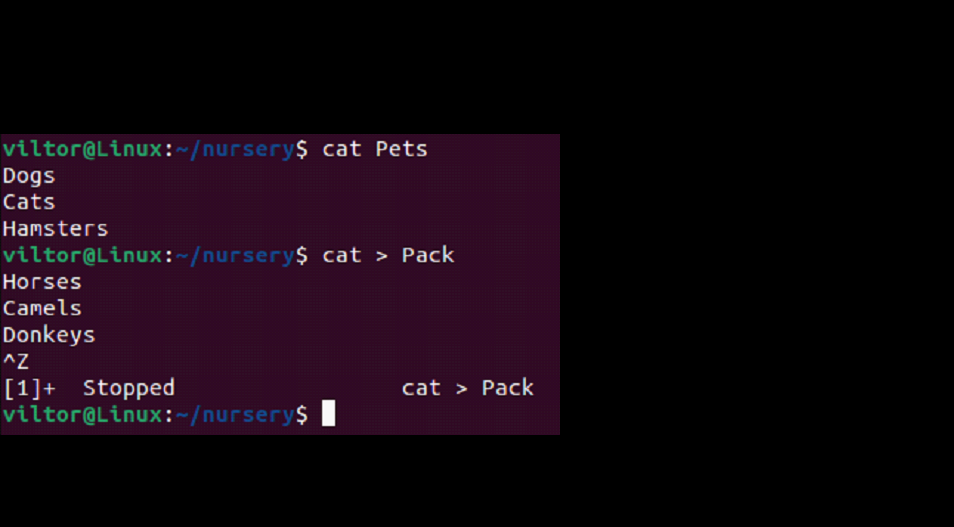 viltor@Linux:~/nursery$ cat Pets
Dogs
Cats
Hamsters
viltor@Linux:~/nursery$ cat > Pack
Horses
Camels
Donkeys
^Z
[1]+  Stopped                 cat > Pack
viltor@Linux:~/nursery$